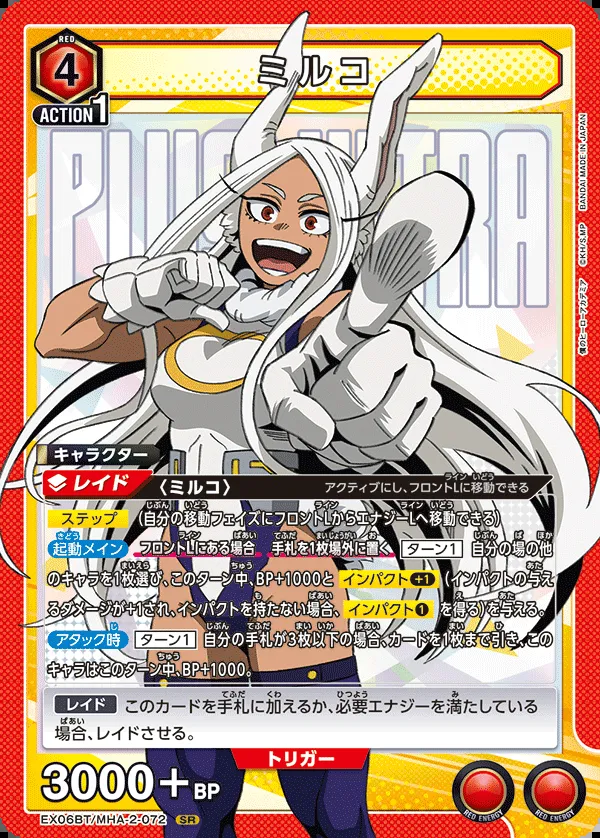 RED
4
ACTION 1
ミルコ
PLUS ULTRA
©KH/S,MP BANDAI MADE IN JAPAN
僕のヒーローアカデミア
キャラクター
レイド 〈ミルコ〉 アクティブにし、フロントLに移動できる
ステップ (自分の移動フェイズにフロントLからエナジーLへ移動できる)
起動メイン フロントLにある場合 手札を1枚場外に置く ターン1 自分の場の他
のキャラを1枚選び、このターン中、BP+1000と インパクト+1 (インパクトの与え
るダメージが+1され、インパクトを持たない場合、インパクト1 を得る)を与える。
アタック時 ターン1 自分の手札が3枚以下の場合、カードを1枚まで引き、この
キャラはこのターン中、BP+1000。
レイド このカードを手札に加えるか、必要エナジーを満たしている
場合、レイドさせる。
トリガー
3000+BP
EX06BT/MHA-2-072 SR
RED ENERGY
RED ENERGY